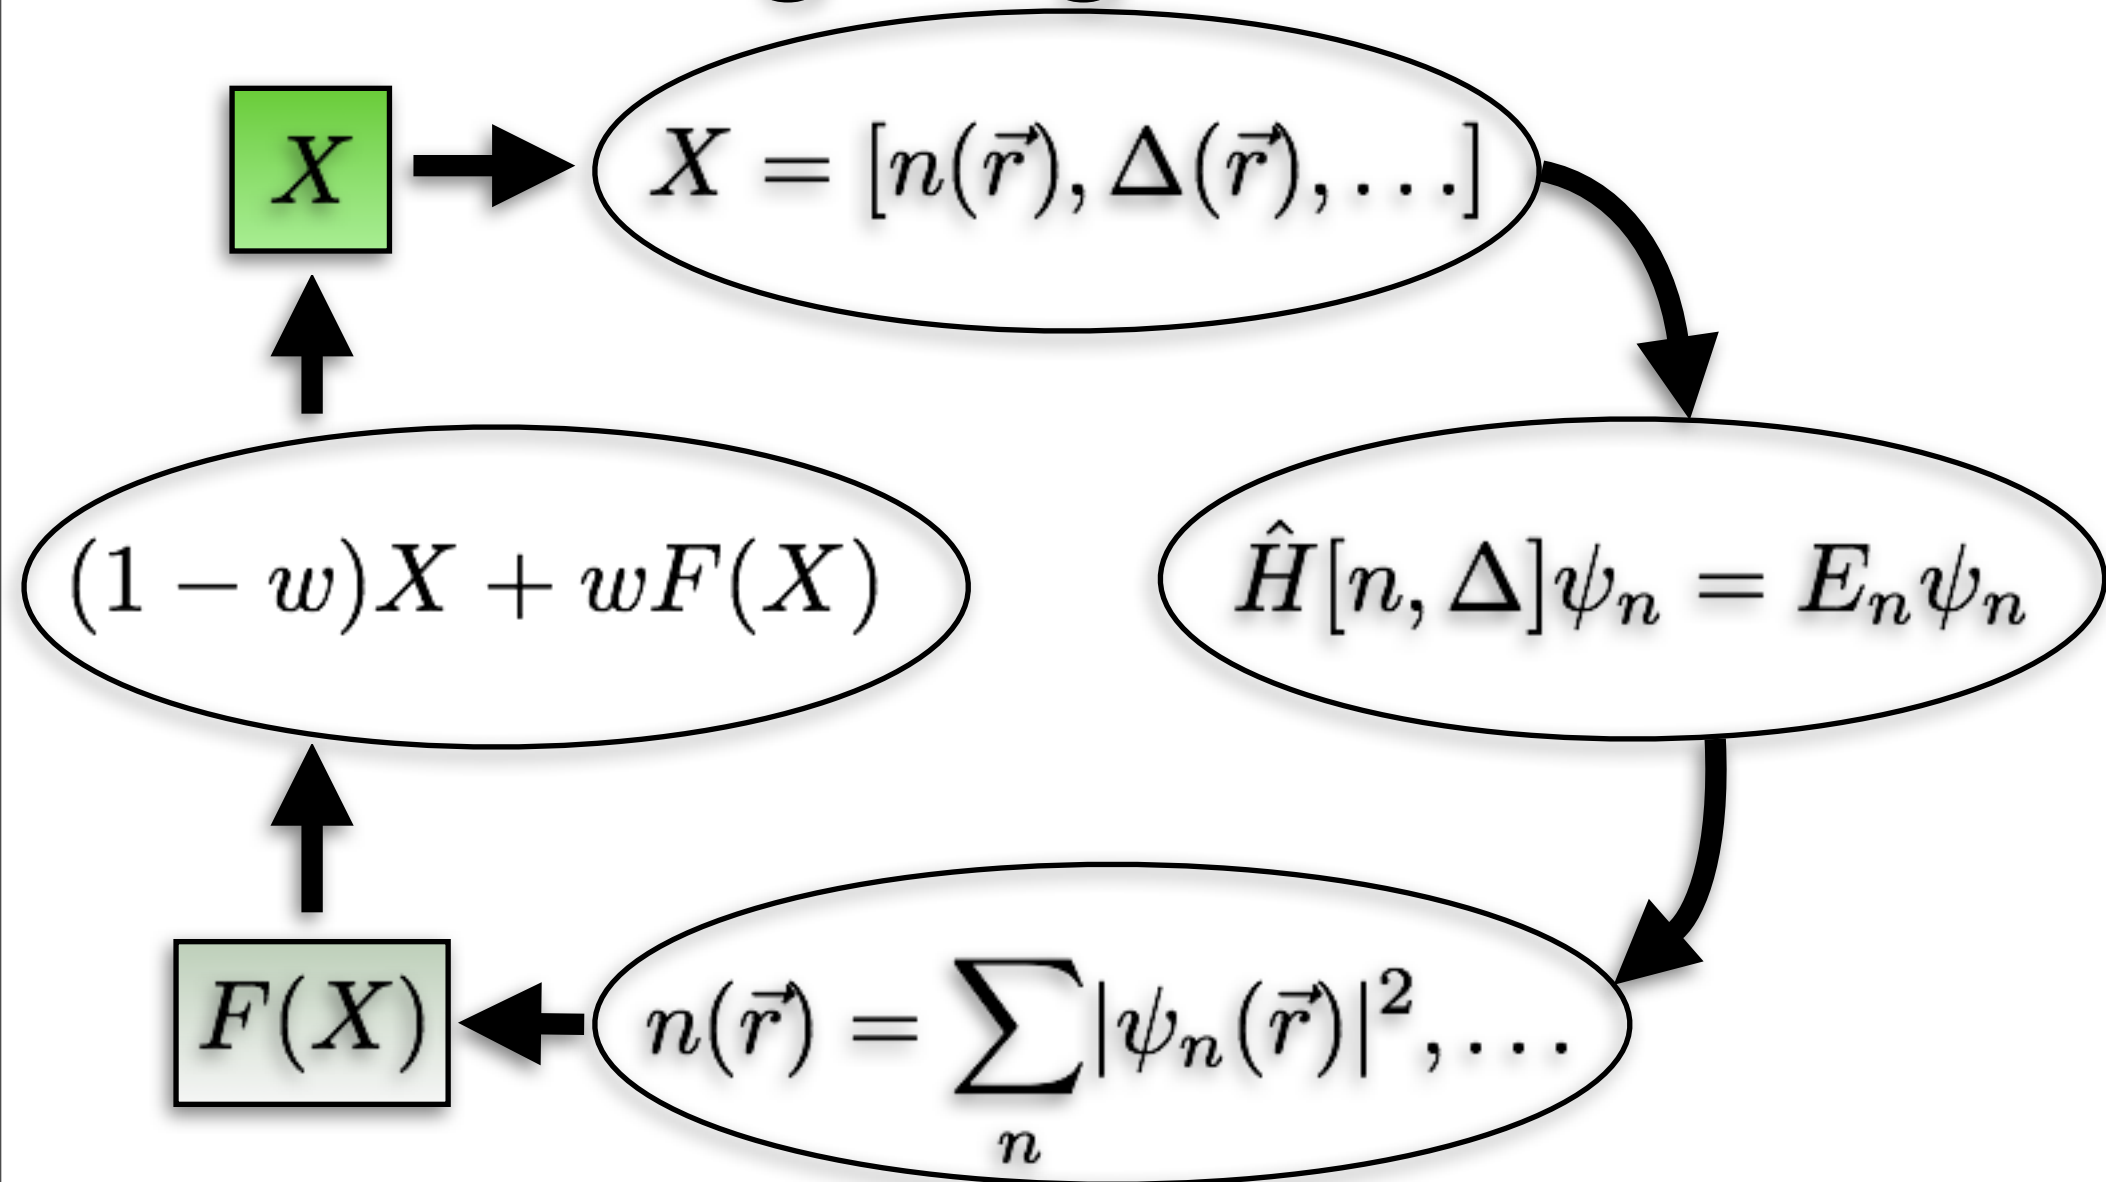 X
X = [n(r⃗), Δ(r⃗), . . .]
(1 − w)X + wF(X)
Ĥ[n, Δ]ψₙ = Eₙψₙ
F(X)
n(r⃗) = ∑ₙ |ψₙ(r⃗)|², . . .